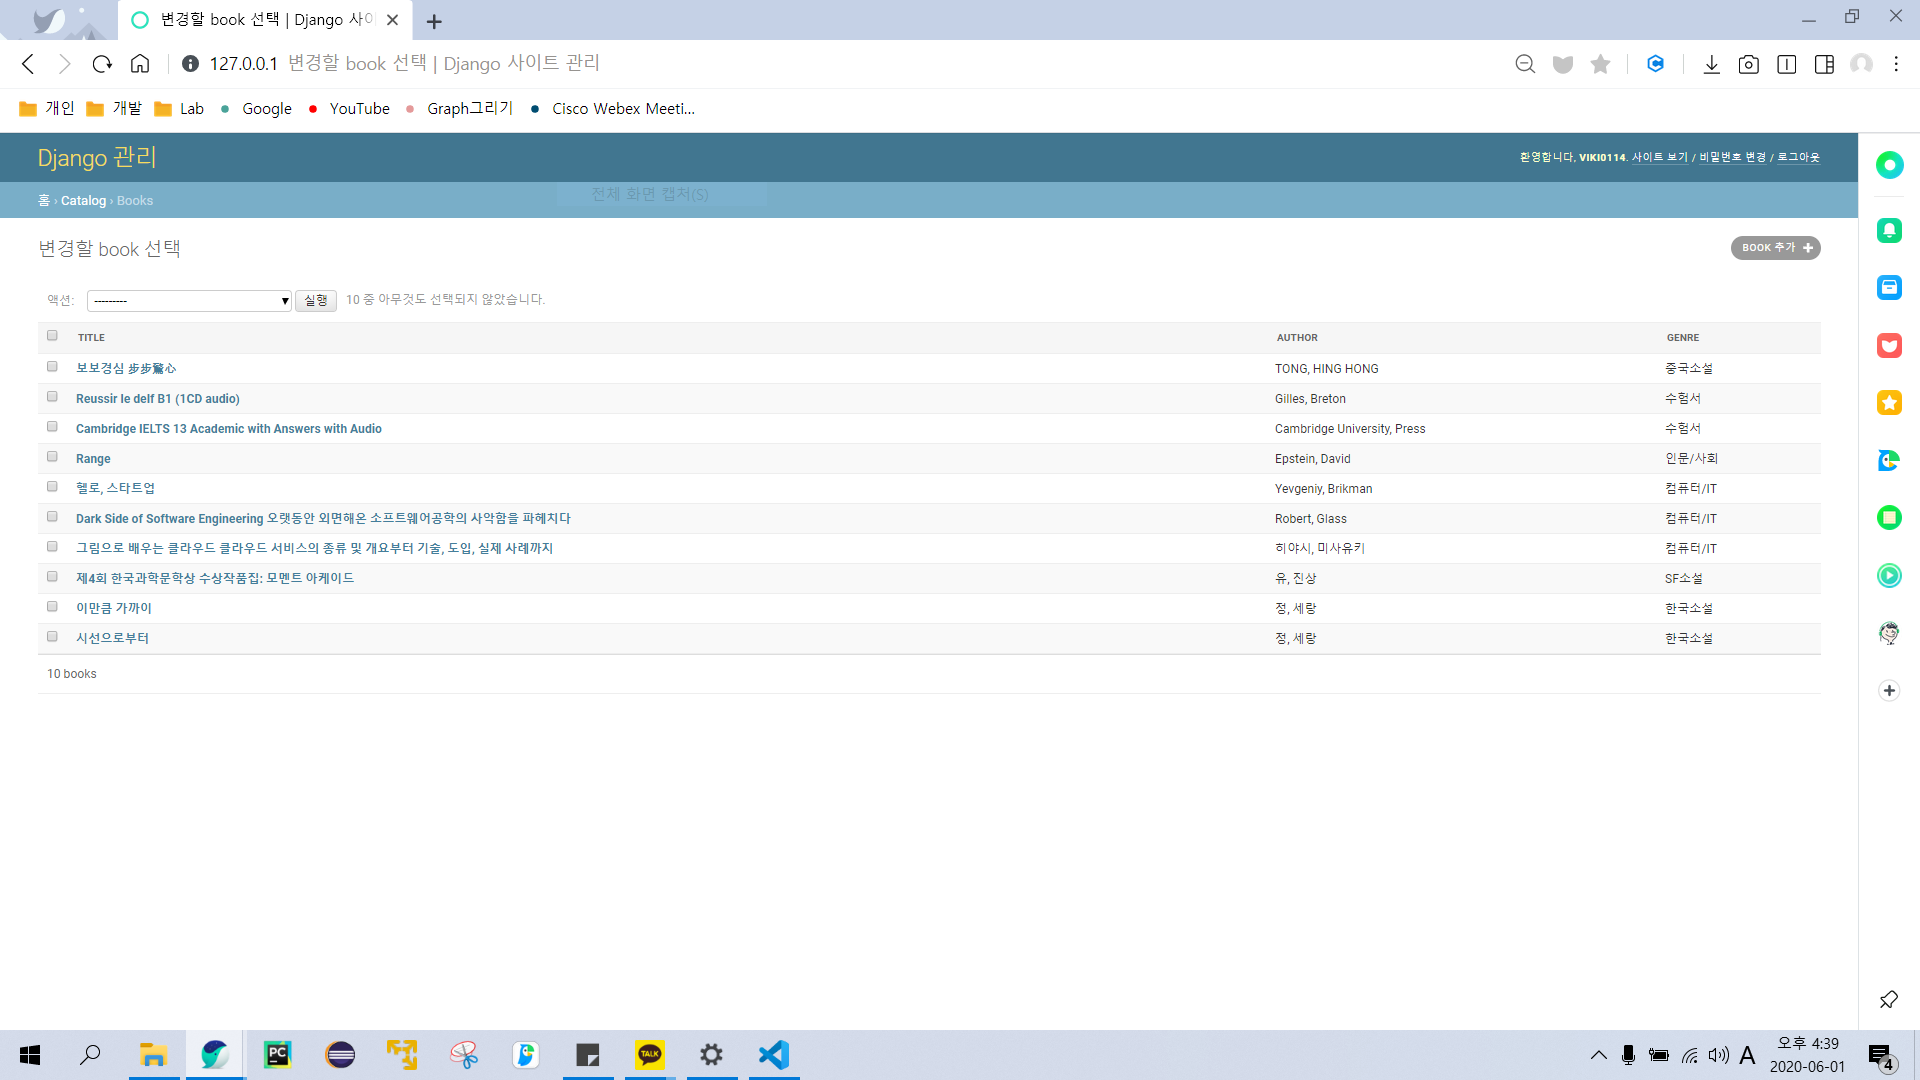 변경할 book 선택 | Django 사이
127.0.0.1 변경할 book 선택 | Django 사이트 관리
개인 개발 Lab Google YouTube Graph그리기 Cisco Webex Meeti...
Django 관리
환영합니다, VIKI0114. 사이트 보기 / 비밀번호 변경 / 로그아웃
전체 화면 캡처(S)
홈 › Catalog › Books
변경할 book 선택
BOOK 추가
액션: --------- 실행 10 중 아무것도 선택되지 않았습니다.
TITLE AUTHOR GENRE
보보경심 步步驚心 TONG, HING HONG 중국소설
Reussir le delf B1 (1CD audio) Gilles, Breton 수험서
Cambridge IELTS 13 Academic with Answers with Audio Cambridge University, Press 수험서
Range Epstein, David 인문/사회
헬로, 스타트업 Yevgeniy, Brikman 컴퓨터/IT
Dark Side of Software Engineering 오랫동안 외면해온 소프트웨어공학의 사악함을 파헤치다 Robert, Glass 컴퓨터/IT
그림으로 배우는 클라우드 클라우드 서비스의 종류 및 개요부터 기술, 도입, 실제 사례까지 히야시, 미사유키 컴퓨터/IT
제4회 한국과학문학상 수상작품집: 모멘트 아케이드 유, 진상 SF소설
이만큼 가까이 정, 세랑 한국소설
시선으로부터 정, 세랑 한국소설
10 books
PC
TALK
A
오후 4:39
2020-06-01
4